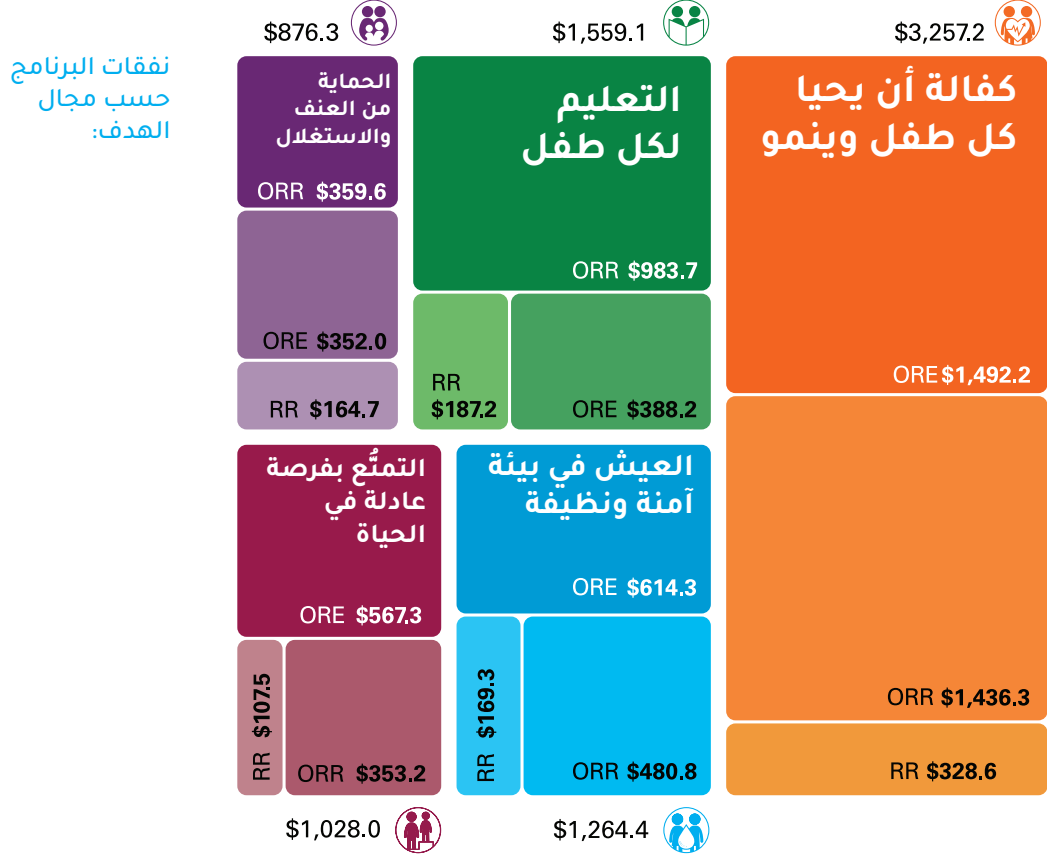 نفقات البرنامج
حسب مجال
الهدف:
$3,257.2
كفالة أن يحيا
كل طفل وينمو
ORE $1,492.2
ORR $1,436.3
RR $328.6
$1,559.1
التعليم
لكل طفل
ORR $983.7
ORE $388.2
RR
$187.2
$876.3
الحماية
من العنف
والاستغلال
ORR $359.6
ORE $352.0
RR $164.7
العيش في بيئة
آمنة ونظيفة
ORE $614.3
ORR $480.8
RR $169.3
$1,264.4
التمتُّع بفرصة
عادلة في
الحياة
ORE $567.3
ORR $353.2
RR $107.5
$1,028.0